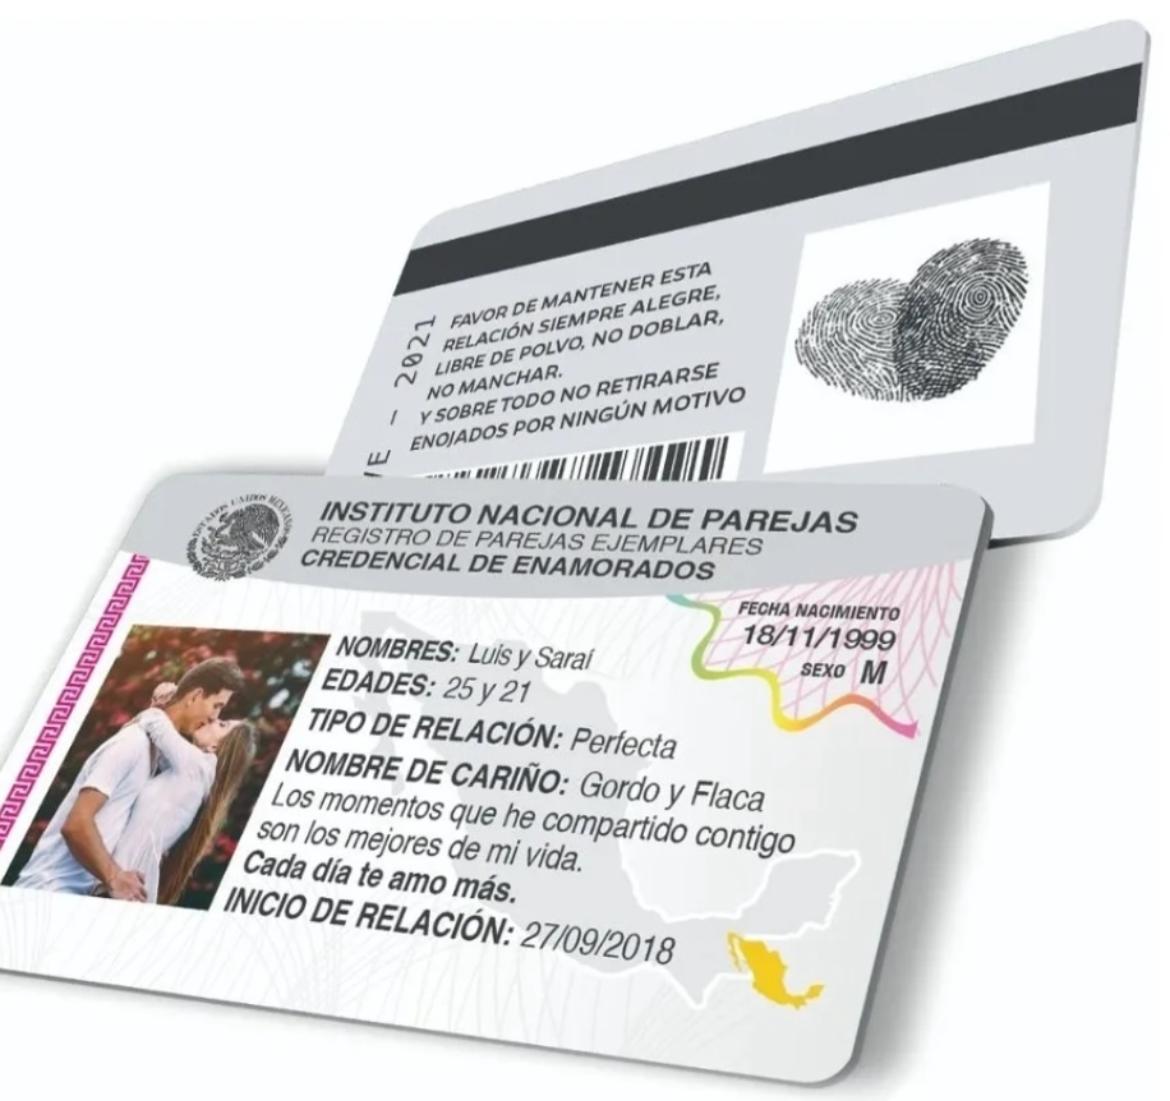 FAVOR DE MANTENER ESTA
RELACIÓN SIEMPRE ALEGRE,
LIBRE DE POLVO, NO DOBLAR,
NO MANCHAR.
Y SOBRE TODO NO RETIRARSE
ENOJADOS POR NINGÚN MOTIVO
VE – 2021
ESTADOS UNIDOS MEXICANOS
INSTITUTO NACIONAL DE PAREJAS
REGISTRO DE PAREJAS EJEMPLARES
CREDENCIAL DE ENAMORADOS
FECHA NACIMIENTO
18/11/1999
SEXO M
NOMBRES: Luis y Saraí
EDADES: 25 y 21
TIPO DE RELACIÓN: Perfecta
NOMBRE DE CARIÑO: Gordo y Flaca
Los momentos que he compartido contigo
son los mejores de mi vida.
Cada día te amo más.
INICIO DE RELACIÓN: 27/09/2018